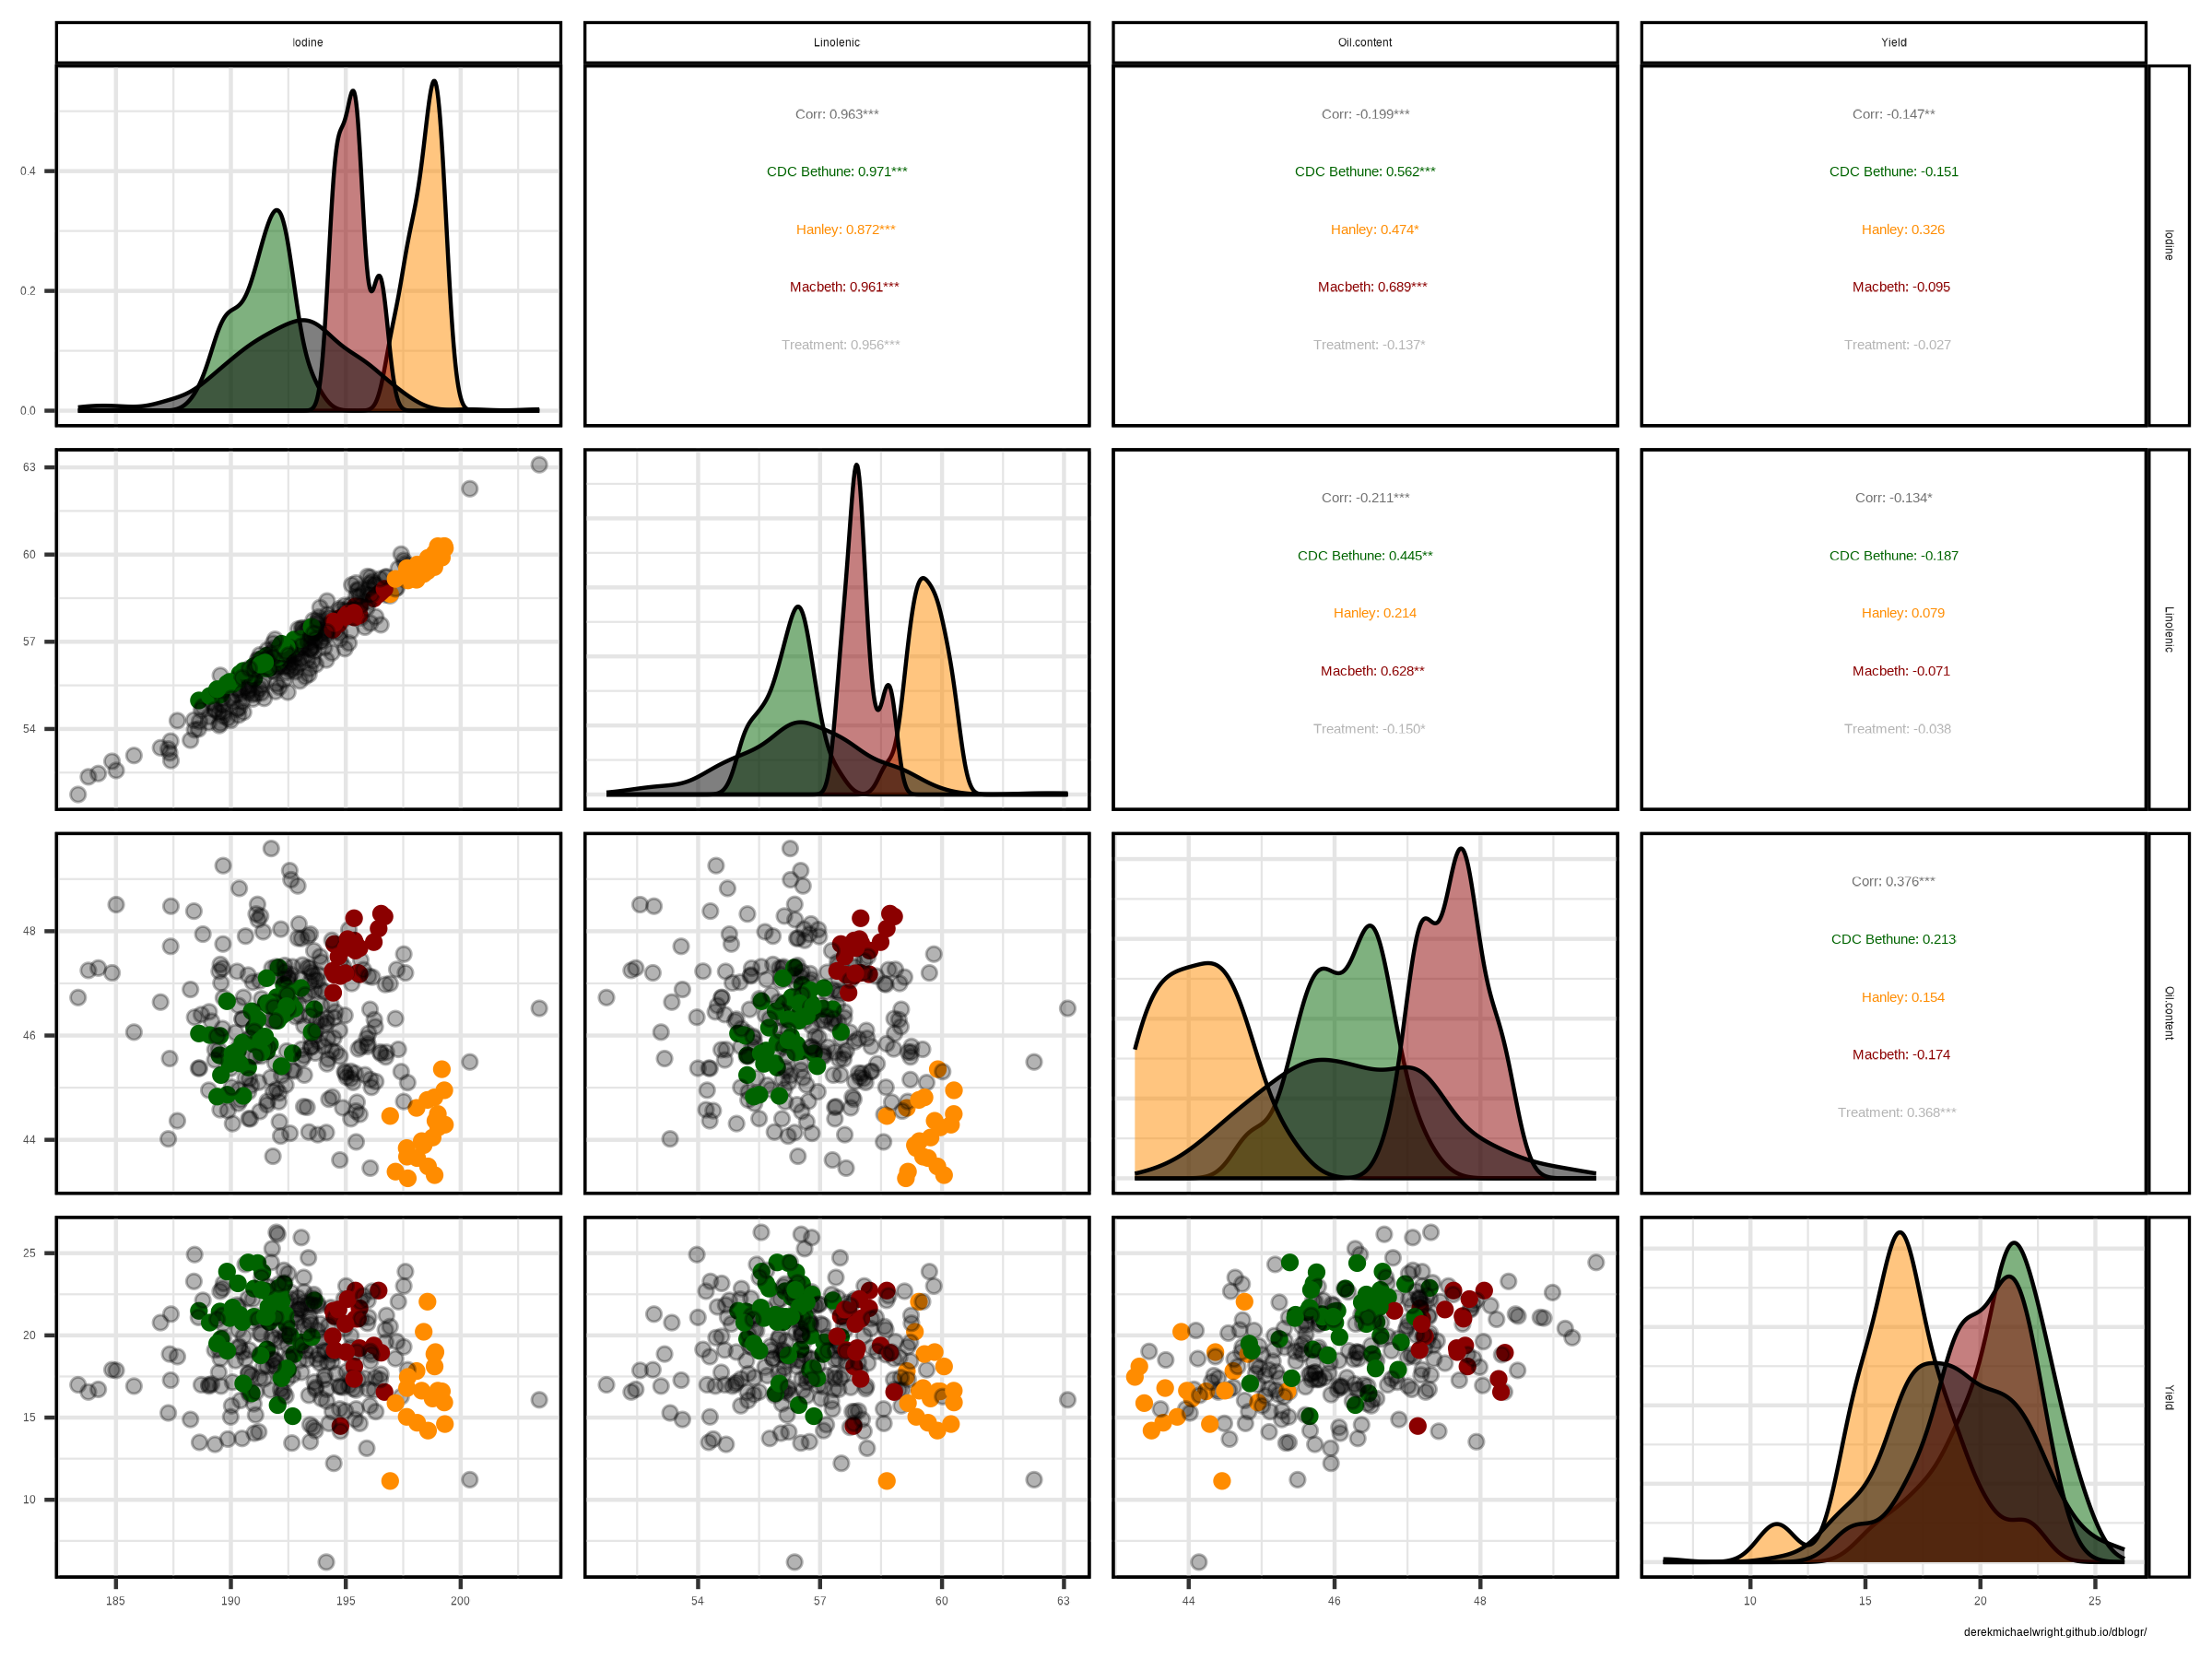 Iodine
Linolenic
Oil.content
Yield
Corr: 0.963***
Corr: -0.199***
Corr: -0.147**
CDC Bethune: 0.971***
CDC Bethune: 0.562***
CDC Bethune: -0.151
0.4
Hanley: 0.872***
Hanley: 0.474*
Hanley: 0.326
Iodine
0.2
Macbeth: 0.961***
Macbeth: 0.689***
Macbeth: -0.095
Treatment: 0.956***
Treatment: -0.137*
Treatment: -0.027
0.0
63
Corr: -0.211***
Corr: -0.134*
60
CDC Bethune: 0.445**
CDC Bethune: -0.187
Hanley: 0.214
Hanley: 0.079
Linolenic
57
Macbeth: 0.628**
Macbeth: -0.071
54
Treatment: -0.150*
Treatment: -0.038
Corr: 0.376***
48
CDC Bethune: 0.213
Hanley: 0.154
Oil.content
46
Macbeth: -0.174
Treatment: 0.368***
44
25
20
Yield
15
10
185
190
195
200
54
57
60
63
44
46
48
10
15
20
25
derekmichaelwright.github.io/dblogr/